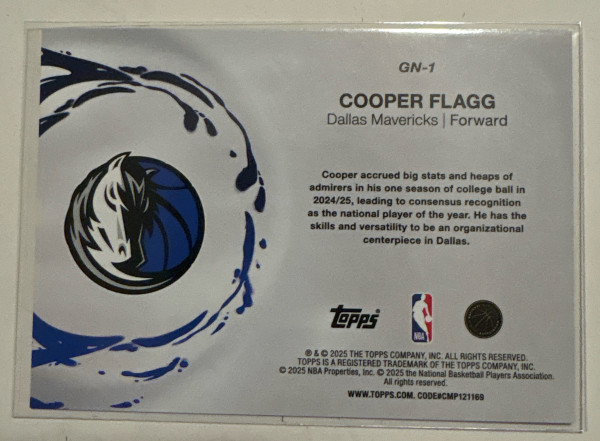 GN-1
COOPER FLAGG
Dallas Mavericks | Forward
Cooper accrued big stats and heaps of
admirers in his one season of college ball in
2024/25, leading to consensus recognition
as the national player of the year. He has the
skills and versatility to be an organizational
centerpiece in Dallas.
Topps
NBA
® & © 2025 THE TOPPS COMPANY, INC. ALL RIGHTS RESERVED.
TOPPS IS A REGISTERED TRADEMARK OF THE TOPPS COMPANY, INC.
© 2025 NBA Properties, Inc. © 2025 the National Basketball Players Association.
All rights reserved.
WWW.TOPPS.COM. CODE#CMP121169